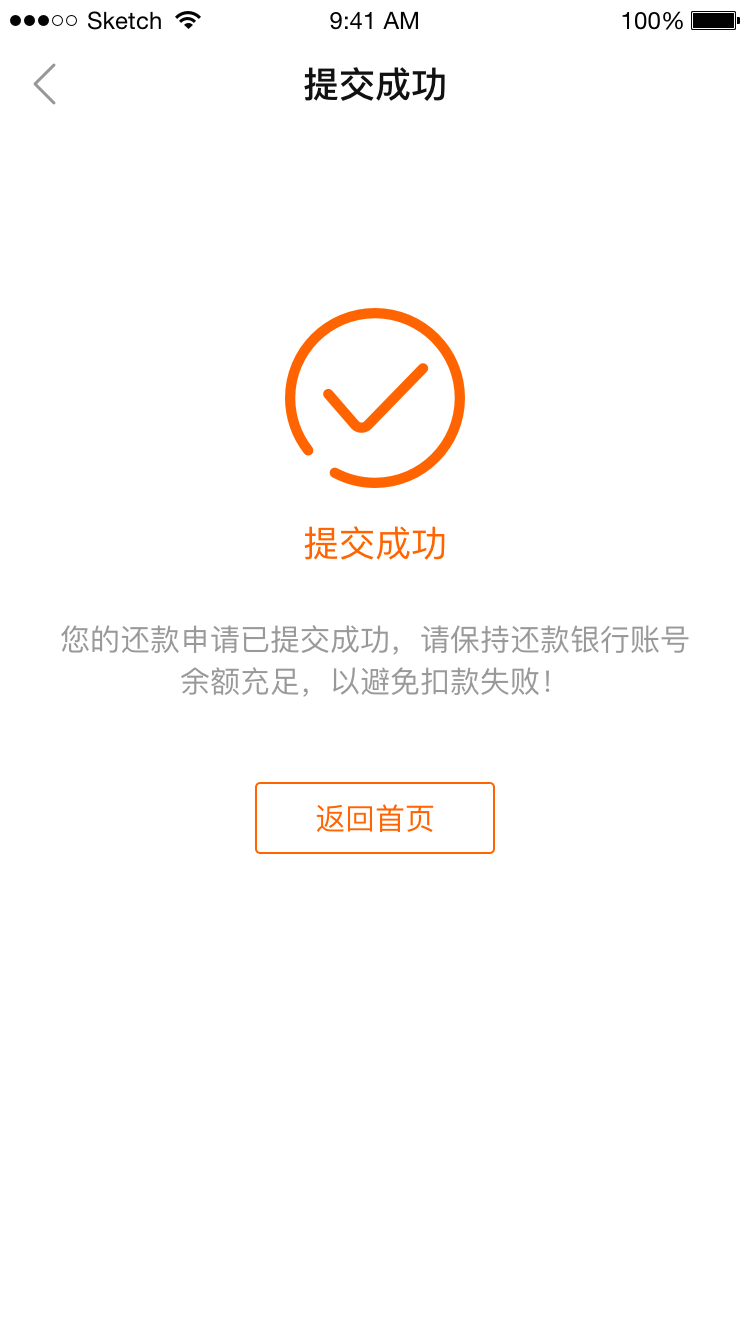 Sketch 9:41 AM 100%
提交成功
提交成功
您的还款申请已提交成功，请保持还款银行账号
余额充足，以避免扣款失败！
返回首页